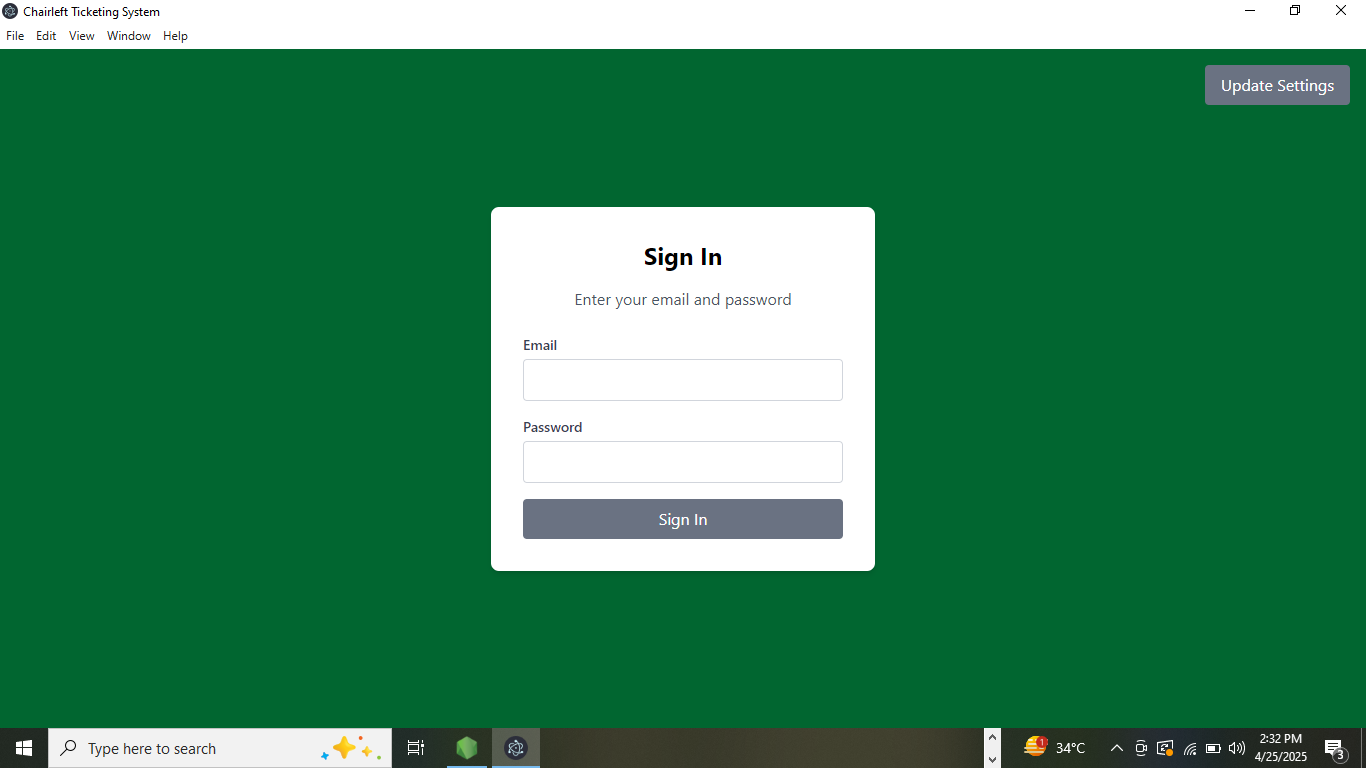 Chairleft Ticketing System
File Edit View Window Help
Update Settings
Sign In
Enter your email and password
Email
Password
Sign In
Type here to search
1
34°C
2:32 PM
4/25/2025
3